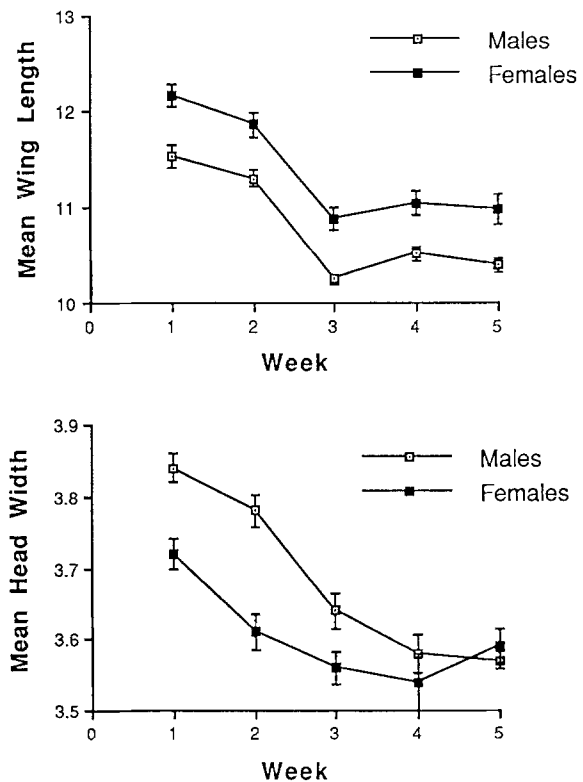 13
12
11
10
Mean Wing Length
Males
Females
0 1 2 3 4 5
Week
3.9
3.8
3.7
3.6
3.5
Mean Head Width
Males
Females
0 1 2 3 4 5
Week